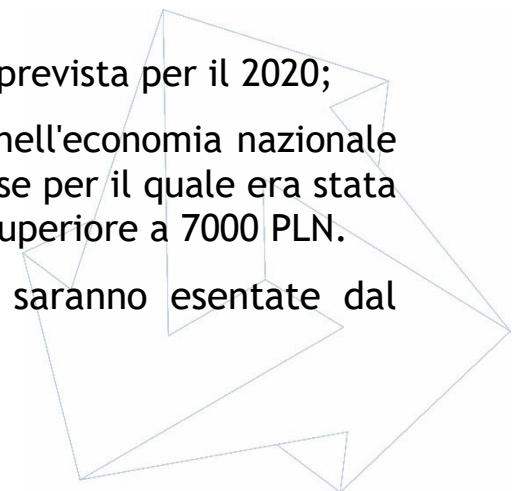 prevista per il 2020;
nell'economia nazionale
se per il quale era stata
uperiore a 7000 PLN.
saranno esentate dal